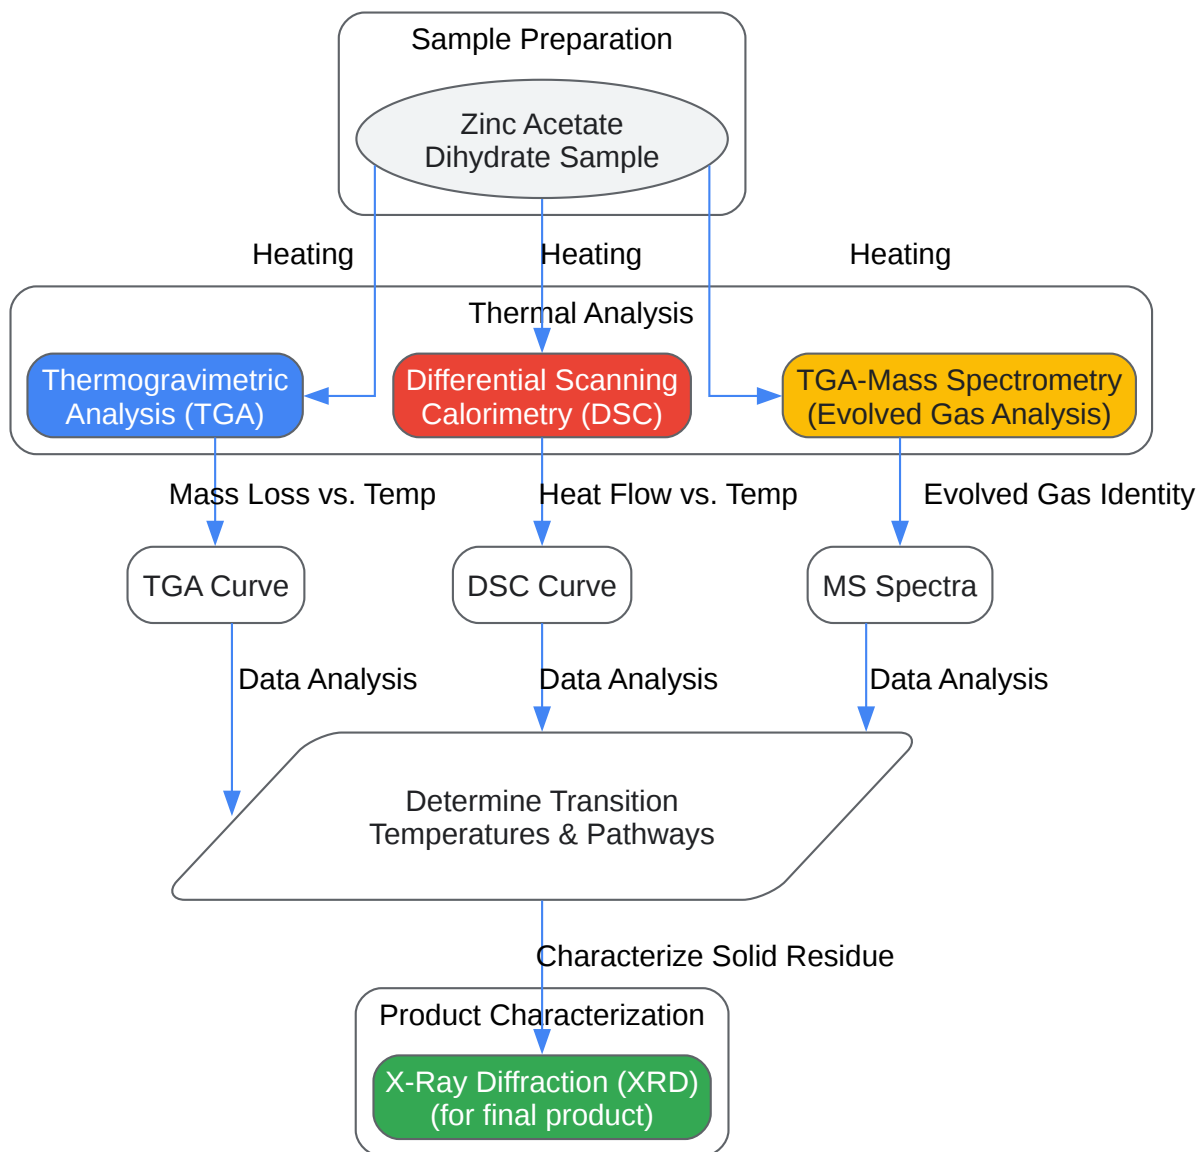 Sample Preparation
Zinc Acetate
Dihydrate Sample
Heating
Heating
Heating
Thermal Analysis
Thermogravimetric
Analysis (TGA)
Differential Scanning
Calorimetry (DSC)
TGA-Mass Spectrometry
(Evolved Gas Analysis)
Mass Loss vs. Temp
Heat Flow vs. Temp
Evolved Gas Identity
TGA Curve
DSC Curve
MS Spectra
Data Analysis
Data Analysis
Data Analysis
Determine Transition
Temperatures & Pathways
Characterize Solid Residue
Product Characterization
X-Ray Diffraction (XRD)
(for final product)